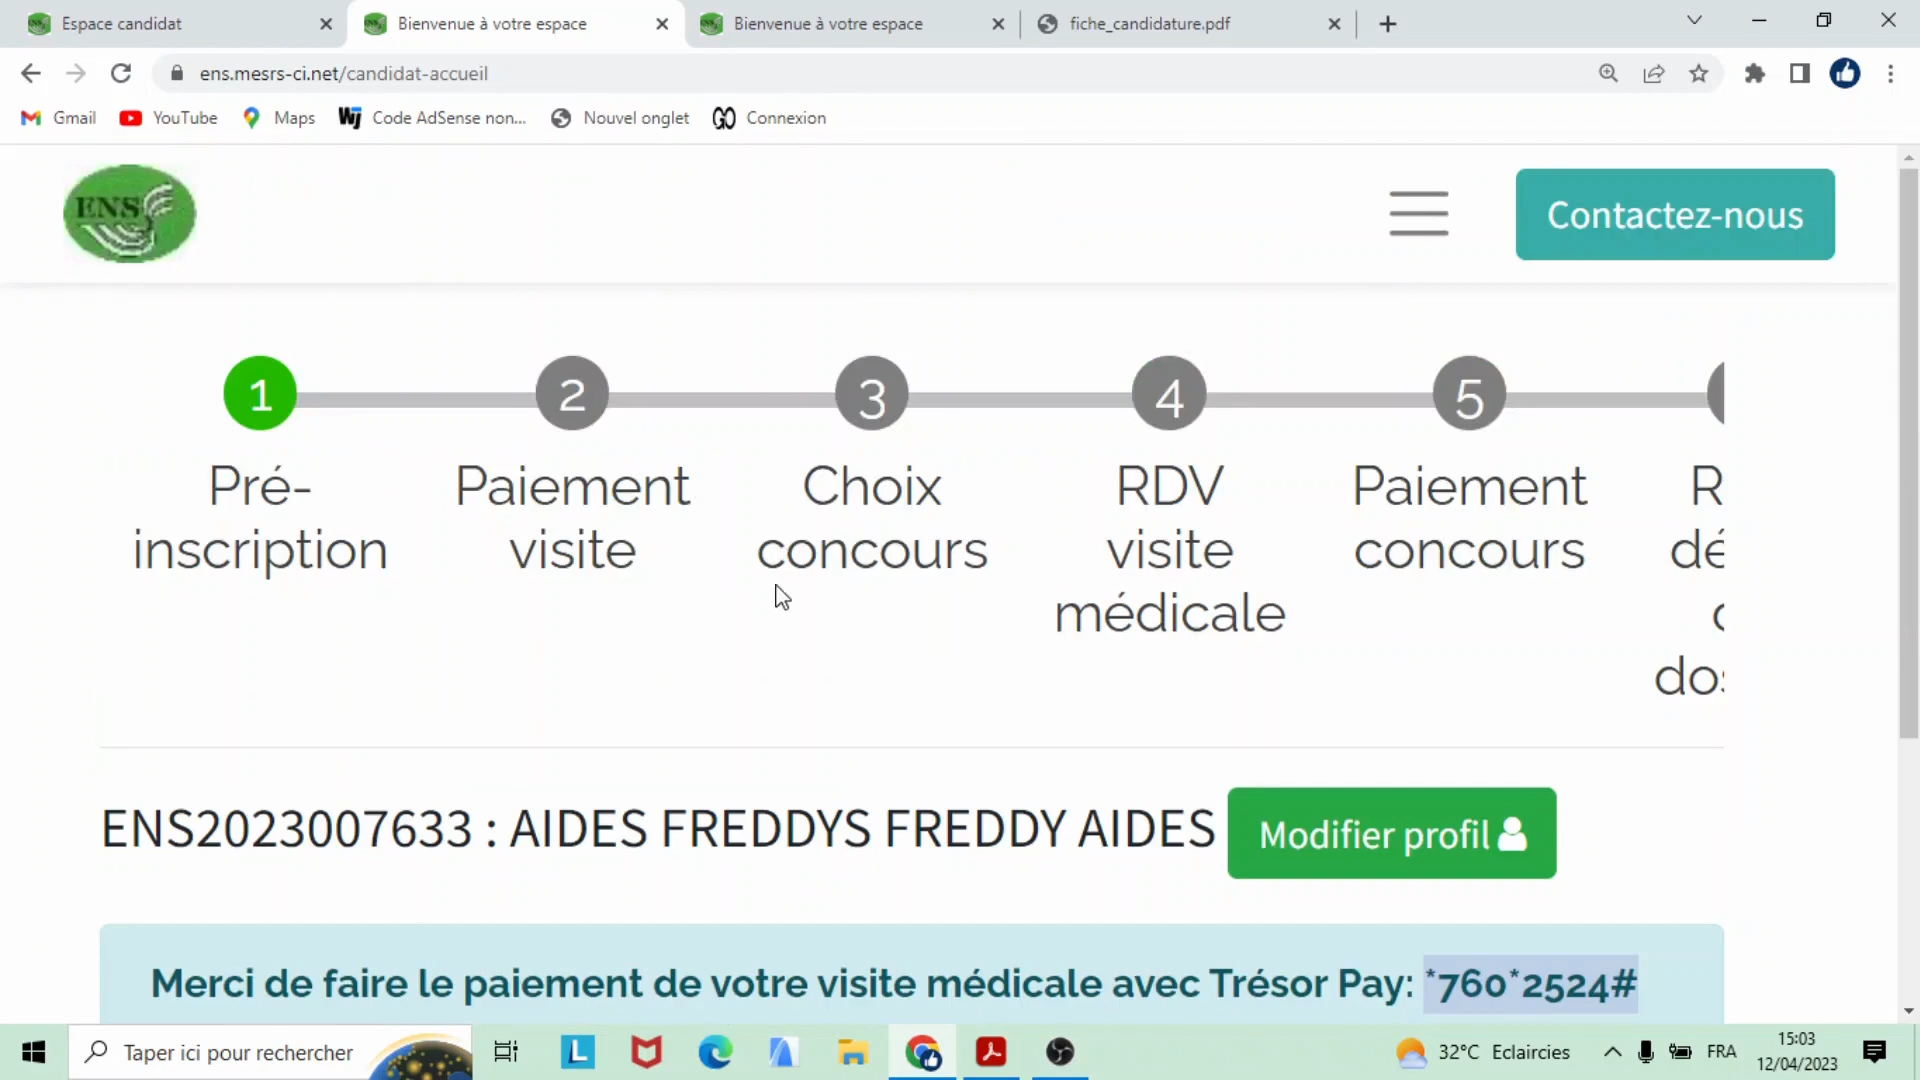 Espace candidat
Bienvenue à votre espace
Bienvenue à votre espace
fiche_candidature.pdf
ens.mesrs-ci.net/candidat-accueil
Gmail
YouTube
Maps
Code AdSense non...
Nouvel onglet
Connexion
ENS
Contactez-nous
1
2
3
4
5
Pré-
inscription
Paiement
visite
Choix
concours
RDV
visite
médicale
Paiement
concours
R
dé
dos
ENS2023007633 : AIDES FREDDYS FREDDY AIDES
Modifier profil
Merci de faire le paiement de votre visite médicale avec Trésor Pay: *760*2524#
Taper ici pour rechercher
32°C Eclaircies
FRA
15:03
12/04/2023